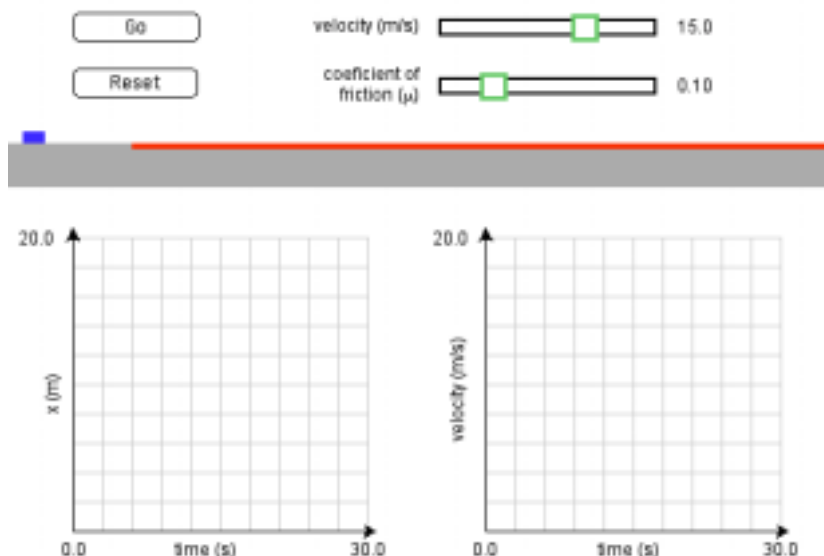 Go
velocity (m/s)
15.0
Reset
coeficient of
friction (μ)
0.10
20.0
x (m)
0.0
time (s)
30.0
20.0
velocity (m/s)
0.0
time (s)
30.0